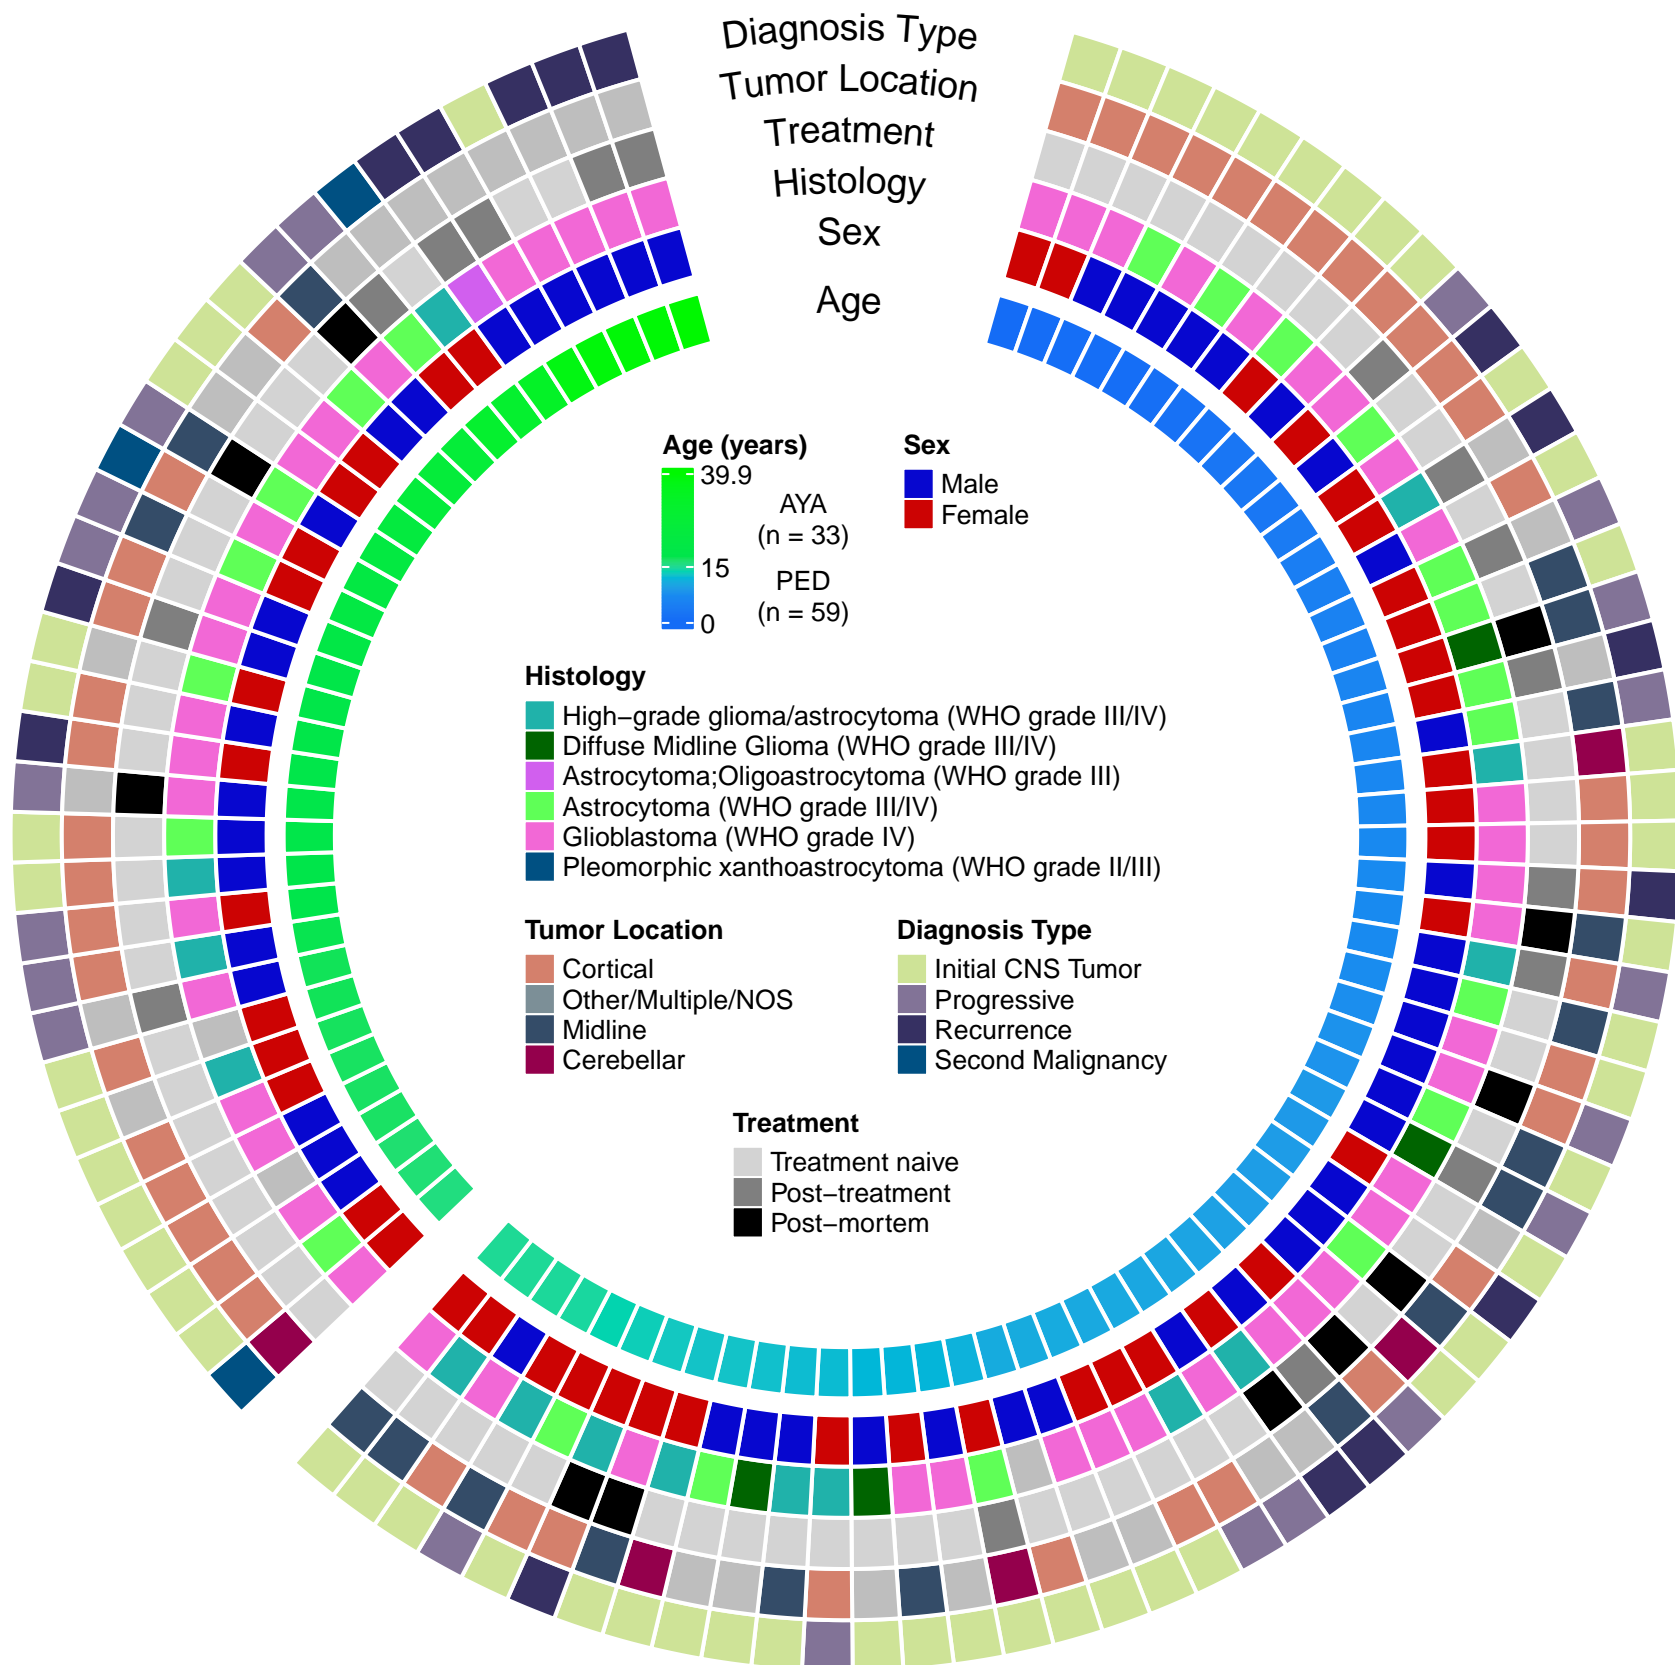 Diagnosis Type
Tumor Location
Treatment
Histology
Sex
Age
Age (years)
39.9
15
0
AYA
(n = 33)
PED
(n = 59)
Sex
Male
Female
Histology
High−grade glioma/astrocytoma (WHO grade III/IV)
Diffuse Midline Glioma (WHO grade III/IV)
Astrocytoma;Oligoastrocytoma (WHO grade III)
Astrocytoma (WHO grade III/IV)
Glioblastoma (WHO grade IV)
Pleomorphic xanthoastrocytoma (WHO grade II/III)
Tumor Location
Cortical
Other/Multiple/NOS
Midline
Cerebellar
Diagnosis Type
Initial CNS Tumor
Progressive
Recurrence
Second Malignancy
Treatment
Treatment naive
Post−treatment
Post−mortem